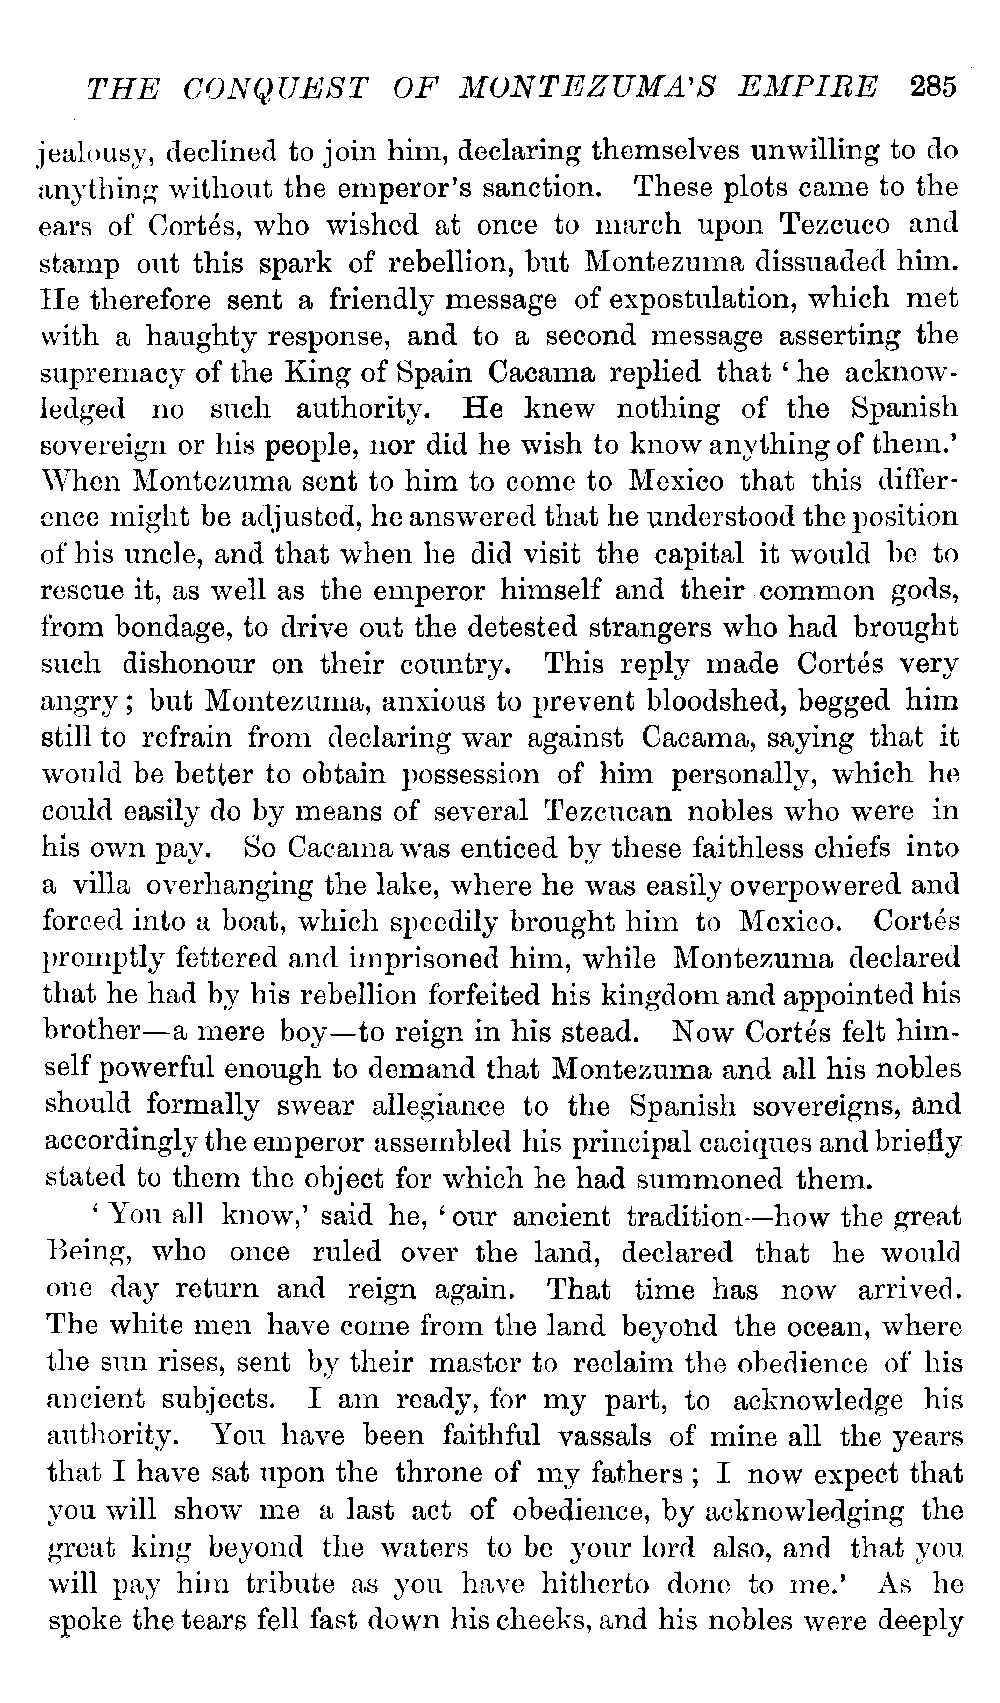 THE CONQUEST OF MONTEZUMA'S EMPIRE 285
jealousy, declined to join him, declaring themselves unwilling to do
anything without the emperor's sanction. These plots came to the
ears of Cortés, who wished at once to march upon Tezcuco and
stamp out this spark of rebellion, but Montezuma dissuaded him.
He therefore sent a friendly message of expostulation, which met
with a haughty response, and to a second message asserting the
supremacy of the King of Spain Cacama replied that ‘he acknow-
ledged no such authority. He knew nothing of the Spanish
sovereign or his people, nor did he wish to know anything of them.’
When Montezuma sent to him to come to Mexico that this differ-
ence might be adjusted, he answered that he understood the position
of his uncle, and that when he did visit the capital it would be to
rescue it, as well as the emperor himself and their common gods,
from bondage, to drive out the detested strangers who had brought
such dishonour on their country. This reply made Cortés very
angry; but Montezuma, anxious to prevent bloodshed, begged him
still to refrain from declaring war against Cacama, saying that it
would be better to obtain possession of him personally, which he
could easily do by means of several Tezcucan nobles who were in
his own pay. So Cacama was enticed by these faithless chiefs into
a villa overhanging the lake, where he was easily overpowered and
forced into a boat, which speedily brought him to Mexico. Cortés
promptly fettered and imprisoned him, while Montezuma declared
that he had by his rebellion forfeited his kingdom and appointed his
brother—a mere boy—to reign in his stead. Now Cortés felt him-
self powerful enough to demand that Montezuma and all his nobles
should formally swear allegiance to the Spanish sovereigns, and
accordingly the emperor assembled his principal caciques and briefly
stated to them the object for which he had summoned them.
‘You all know,’ said he, ‘our ancient tradition—how the great
Being, who once ruled over the land, declared that he would
one day return and reign again. That time has now arrived.
The white men have come from the land beyond the ocean, where
the sun rises, sent by their master to reclaim the obedience of his
ancient subjects. I am ready, for my part, to acknowledge his
authority. You have been faithful vassals of mine all the years
that I have sat upon the throne of my fathers; I now expect that
you will show me a last act of obedience, by acknowledging the
great king beyond the waters to be your lord also, and that you
will pay him tribute as you have hitherto done to me.’ As he
spoke the tears fell fast down his cheeks, and his nobles were deeply